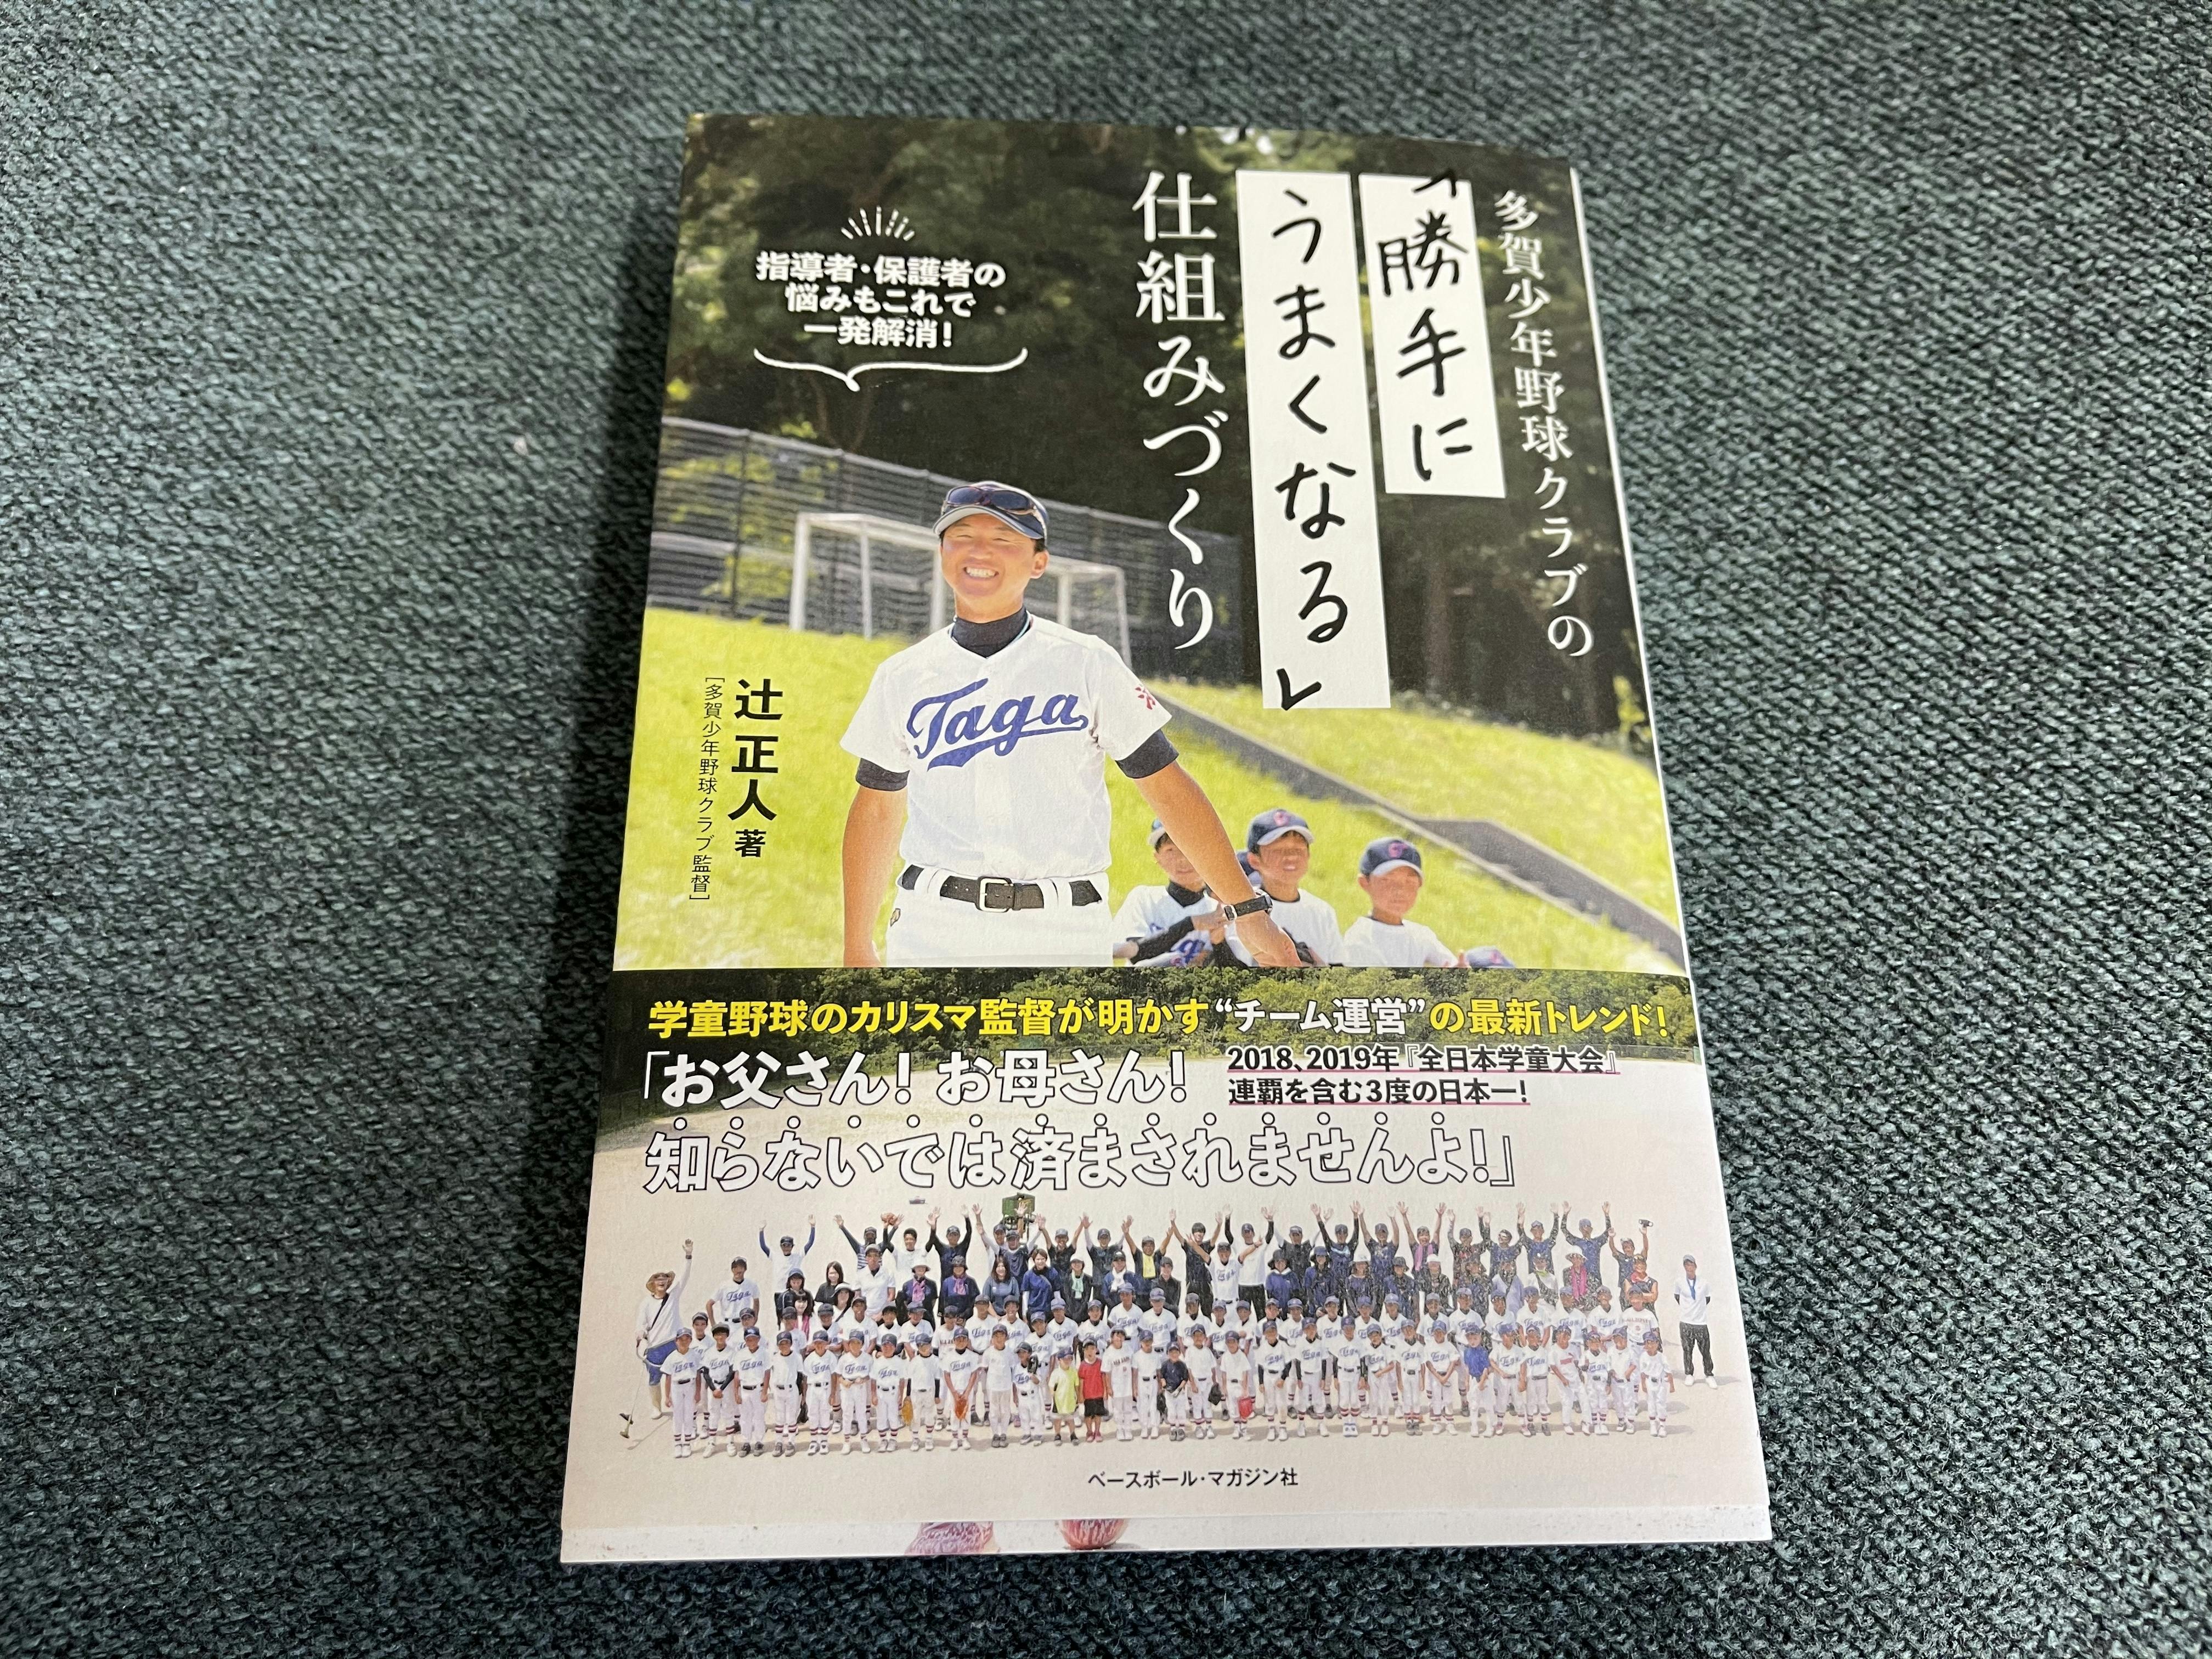 多賀少年野球クラブの
「勝手に
うまくなる」
仕組みづくり
指導者・保護者の
悩みもこれで
一発解消!
Taga
辻正人 著
[多賀少年野球クラブ監督]
学童野球のカリスマ監督が明かす“チーム運営”の最新トレンド!
「お父さん! お母さん!
2018、2019年『全日本学童大会』
連覇を含む3度の日本一!
知らないでは済まされませんよ!」
ベースボール・マガジン社